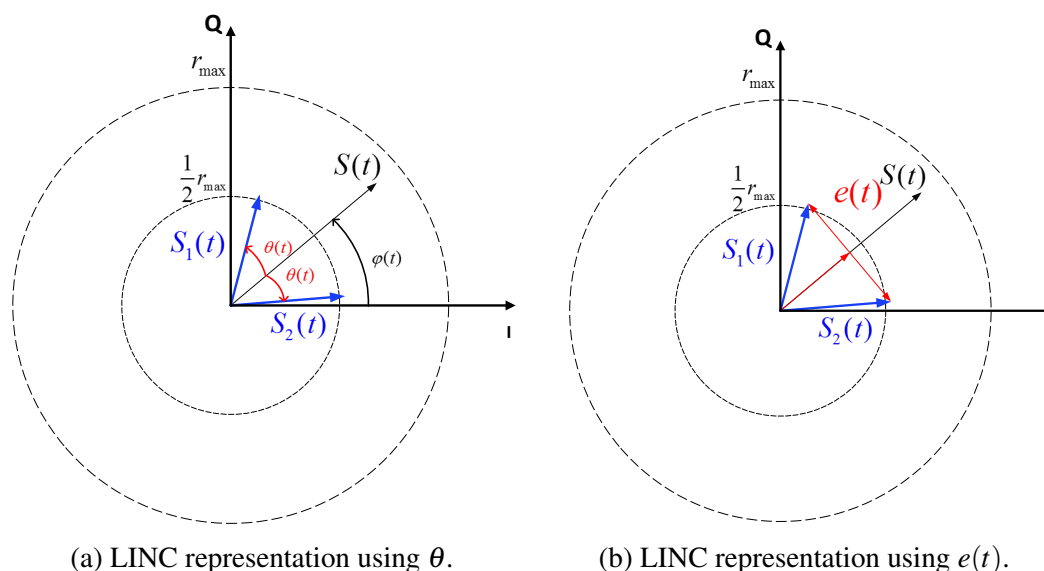 Q
r_max
1/2 r_max
S(t)
S_1(t)
θ(t)
θ(t)
φ(t)
S_2(t)
I
(a) LINC representation using θ.
Q
r_max
1/2 r_max
e(t)
S(t)
S_1(t)
S_2(t)
(b) LINC representation using e(t).